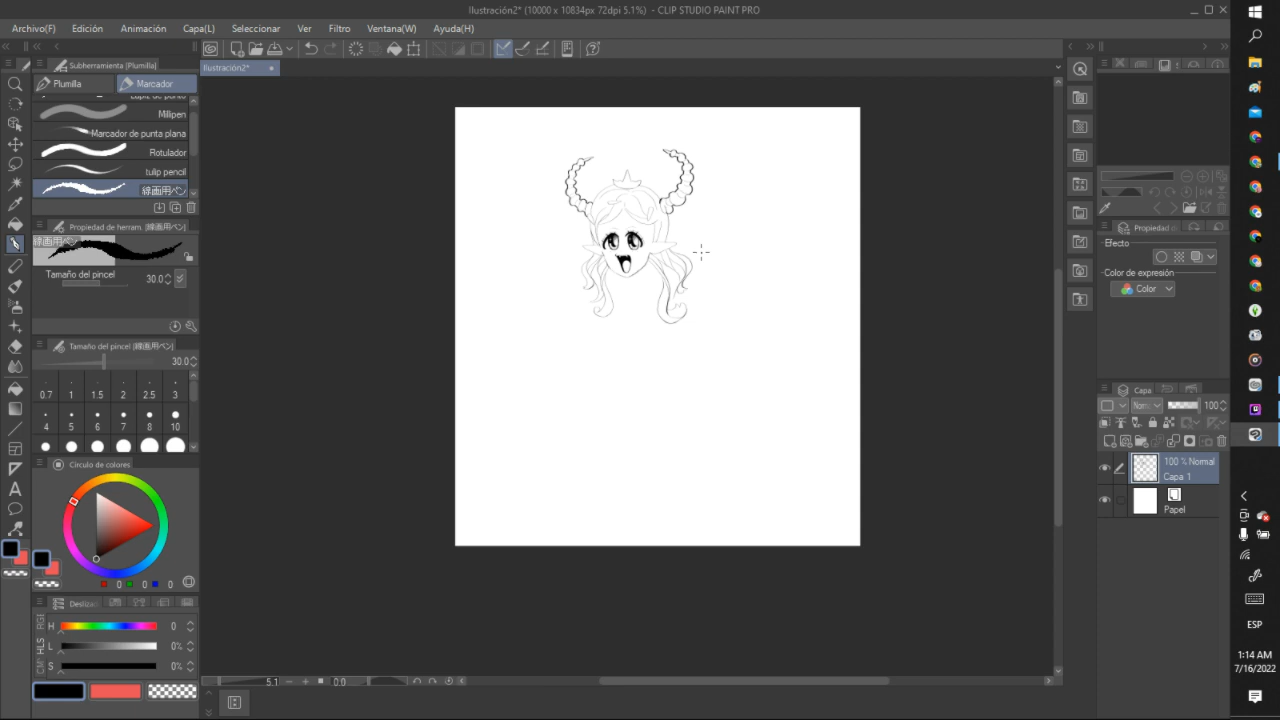 Ilustración2* (10000 x 10834px 72dpi 5.1%) - CLIP STUDIO PAINT PRO
Archivo(F) Edición Animación Capa(L) Seleccionar Ver Filtro Ventana(W) Ayuda(H)
Subherramienta (Plumilla)
Ilustración2*
Plumilla Marcador
Millpen
Marcador de punta plana
Rotulador
tulip pencil
線画用ペン
Propiedad de herram. (線画用ペン)
線画用ペン
Tamaño del pincel 30.0
Tamaño del pincel (線画用ペン)
30.0
0.7 1 1.5 2 2.5 3
4 5 6 7 8 10
Círculo de colores
0 0 0
Desliza
RGB
HLS
H 0
L 0%
S 0%
5.1 0.0
Propiedad
Efecto
Color de expresión
Color
Capa
100
100 % Normal
Capa 1
Papel
ESP
1:14 AM
7/16/2022